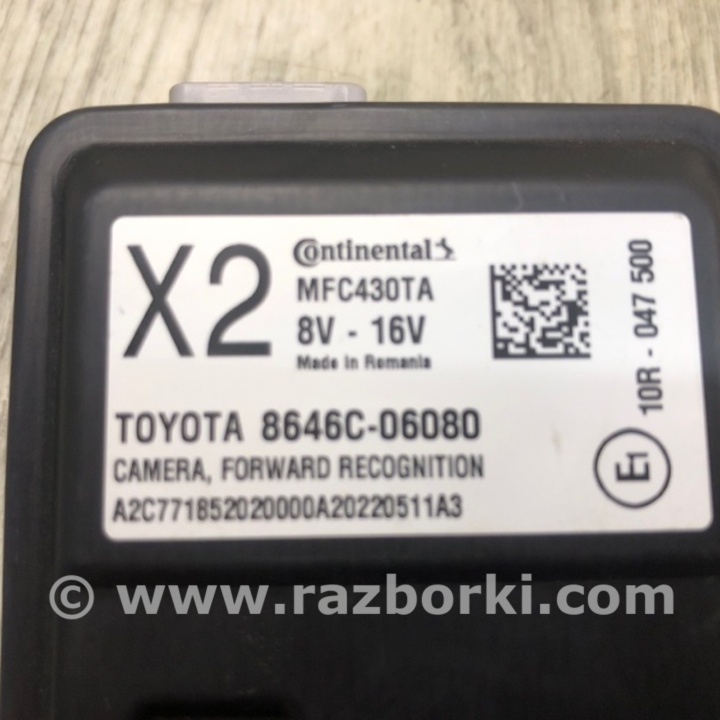 X2
Continental
MFC430TA
8V - 16V
Made in Romania
TOYOTA 8646C-06080
CAMERA, FORWARD RECOGNITION
A2C771852020000A20220511A3
10R - 047 500
E1
© www.razborki.com